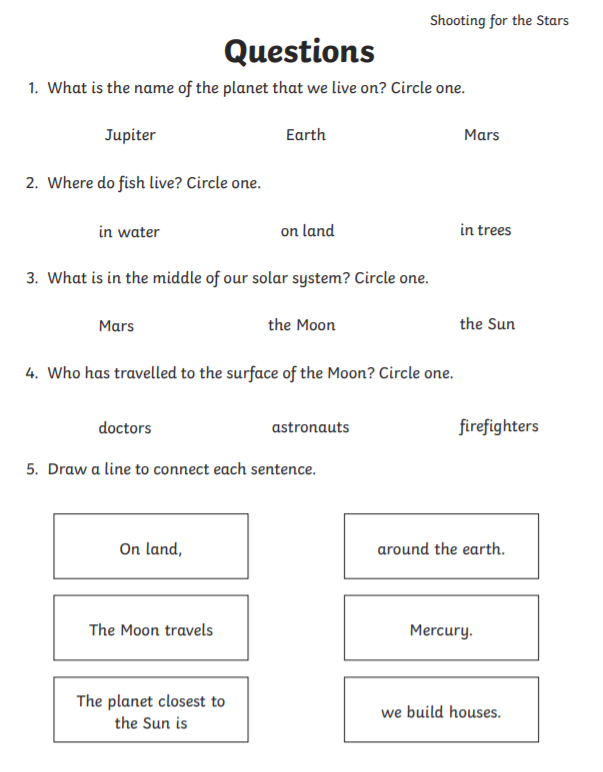 Shooting for the Stars
Questions
1. What is the name of the planet that we live on? Circle one.
Jupiter Earth Mars
2. Where do fish live? Circle one.
in water on land in trees
3. What is in the middle of our solar system? Circle one.
Mars the Moon the Sun
4. Who has travelled to the surface of the Moon? Circle one.
doctors astronauts firefighters
5. Draw a line to connect each sentence.
On land, around the earth.
The Moon travels Mercury.
The planet closest to
the Sun is
we build houses.